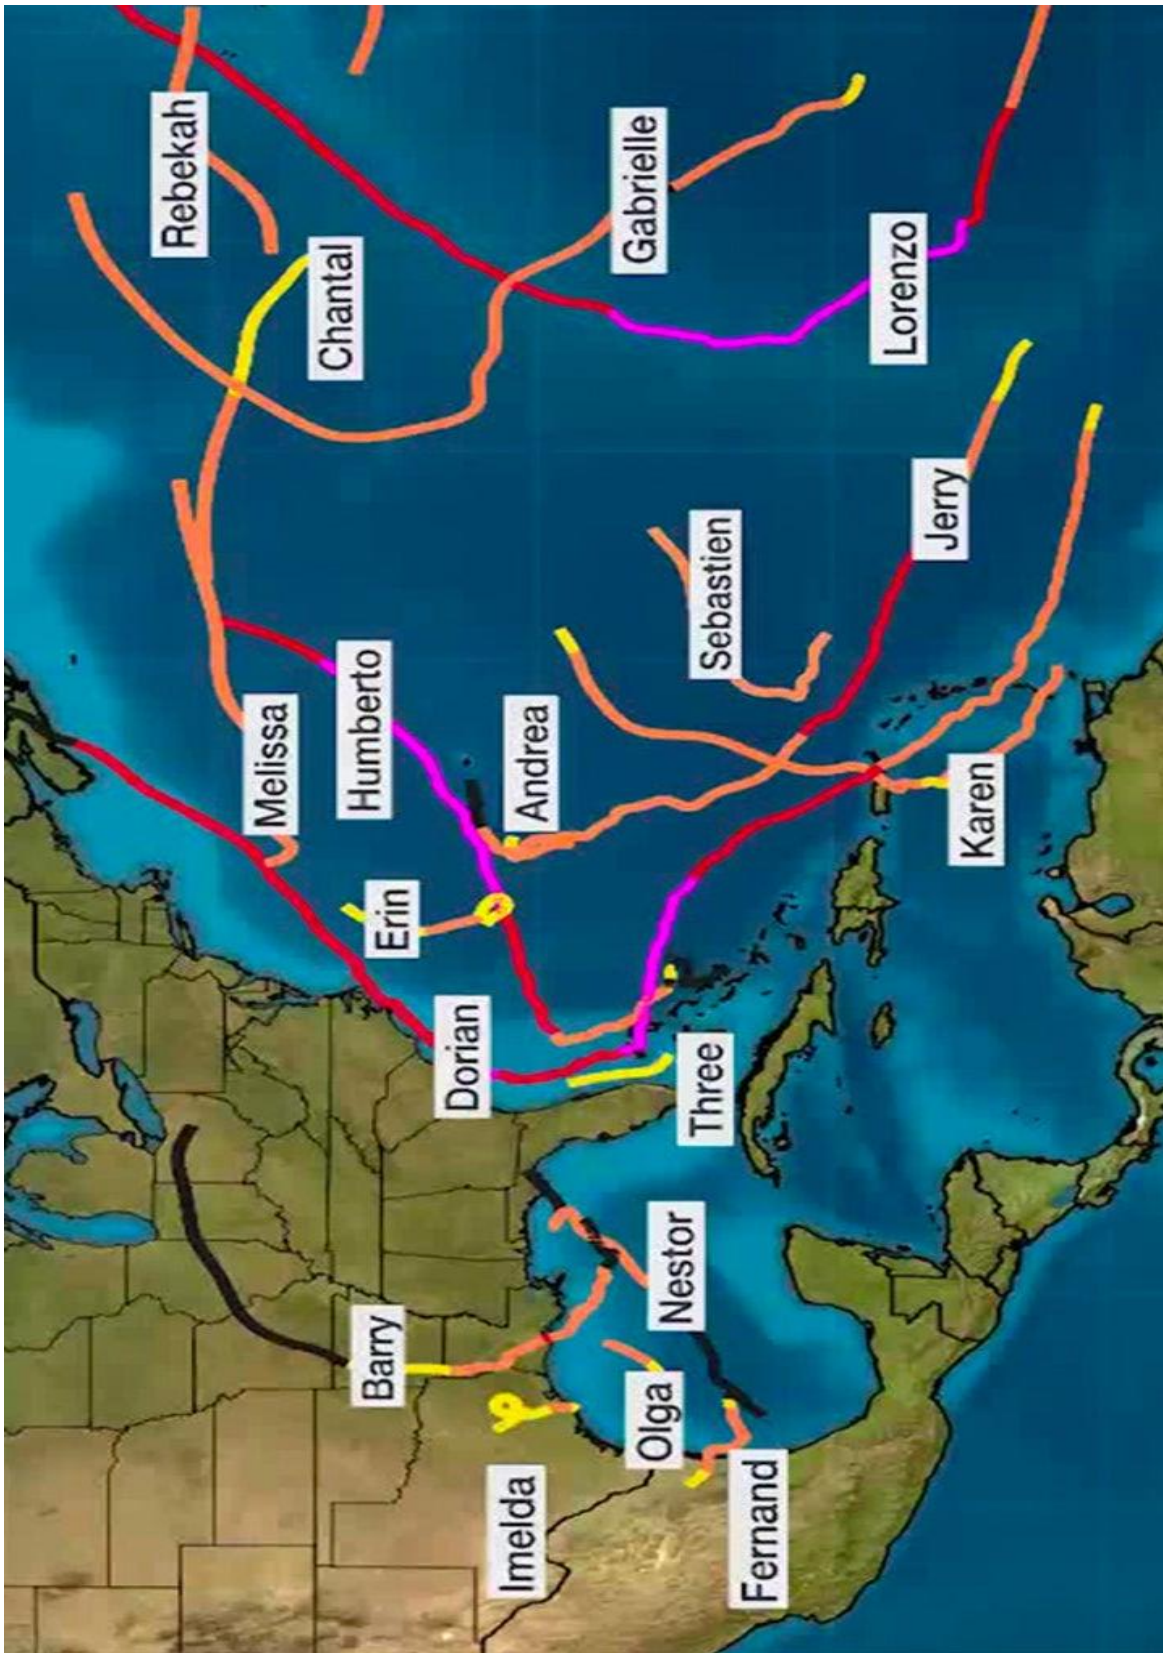 Rebekah
Chantal
Gabrielle
Lorenzo
Melissa
Humberto
Andrea
Sebastien
Jerry
Erin
Karen
Dorian
Three
Barry
Nestor
Olga
Imelda
Fernand